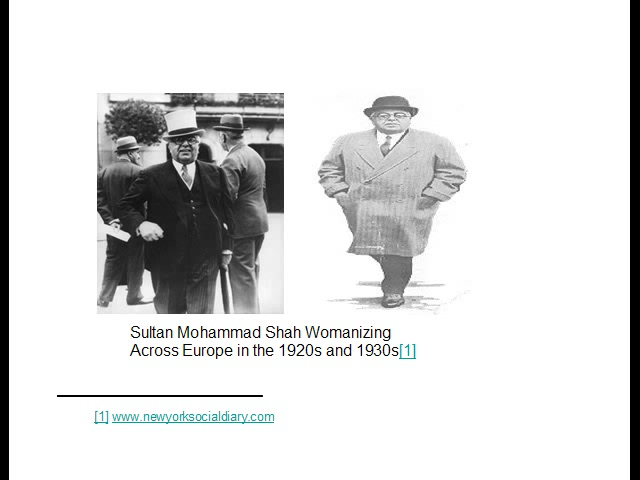 Sultan Mohammad Shah Womanizing
Across Europe in the 1920s and 1930s[1]
[1] www.newyorksocialdiary.com